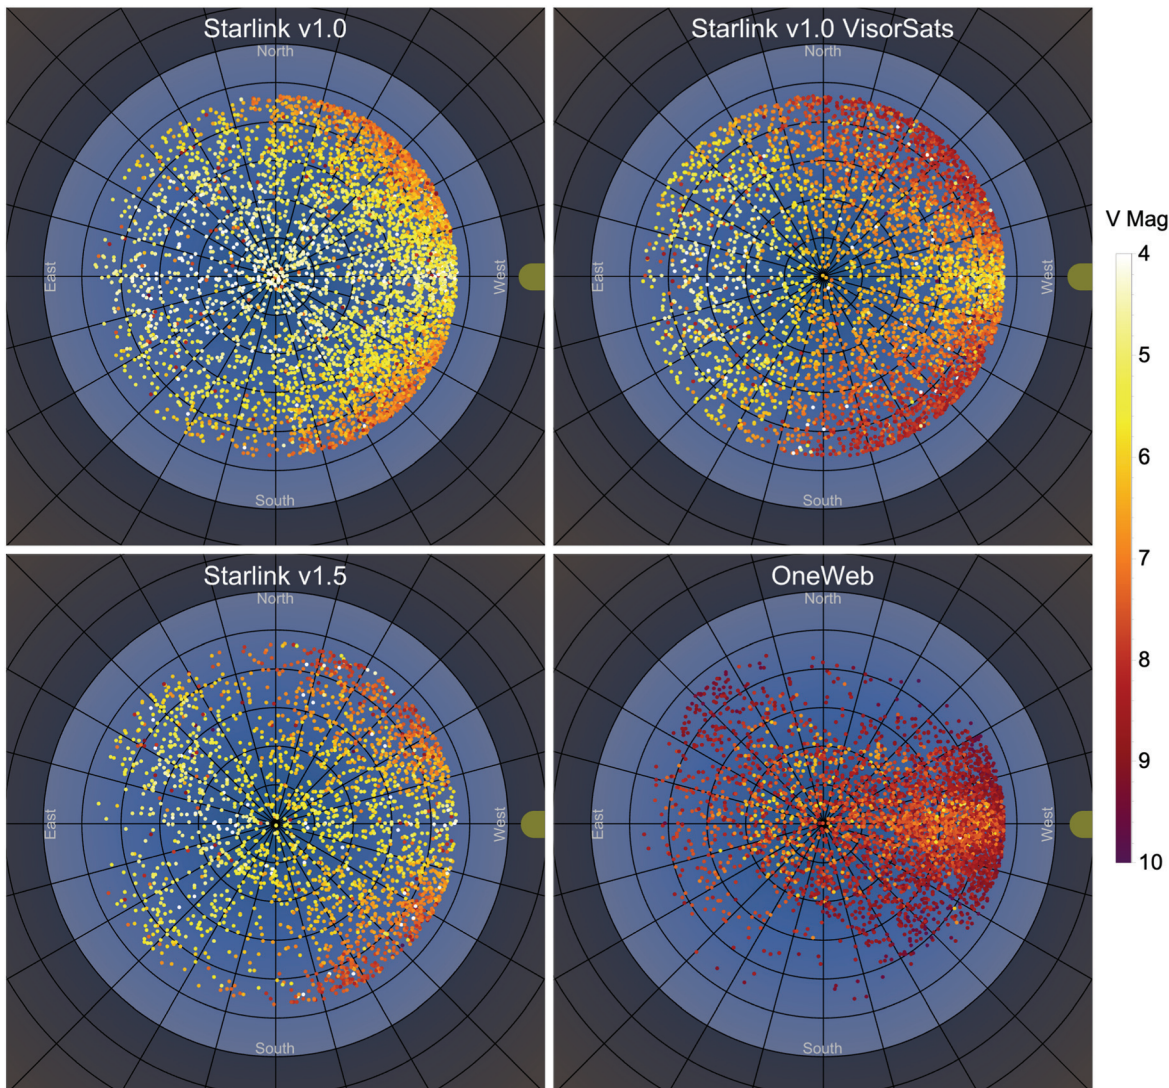 Starlink v1.0
North
East
West
South
Starlink v1.0 VisorSats
North
East
West
South
V Mag
4
5
6
7
8
9
10
Starlink v1.5
North
East
West
South
OneWeb
North
East
West
South